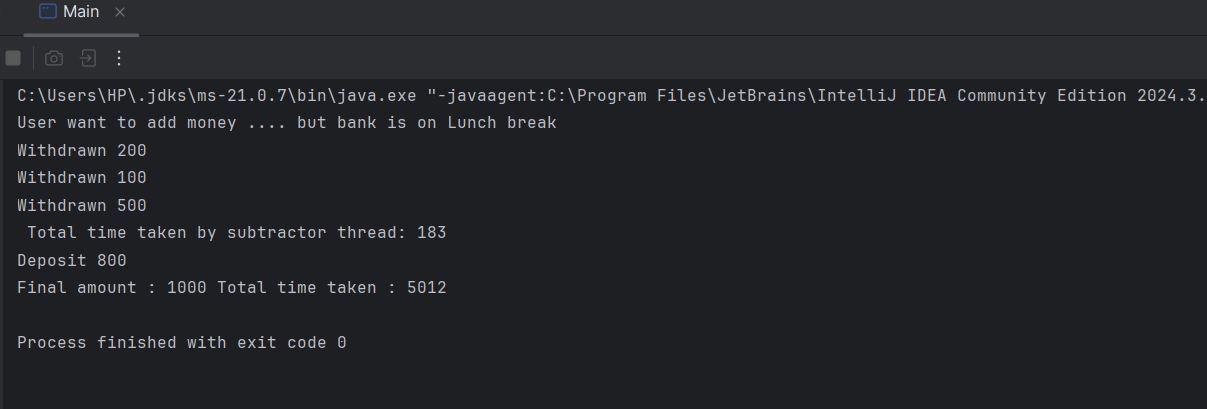 Main
C:\Users\HP\.jdks\ms-21.0.7\bin\java.exe "-javaagent:C:\Program Files\JetBrains\IntelliJ IDEA Community Edition 2024.3.
User want to add money .... but bank is on Lunch break
Withdrawn 200
Withdrawn 100
Withdrawn 500
 Total time taken by subtractor thread: 183
Deposit 800
Final amount : 1000 Total time taken : 5012
Process finished with exit code 0